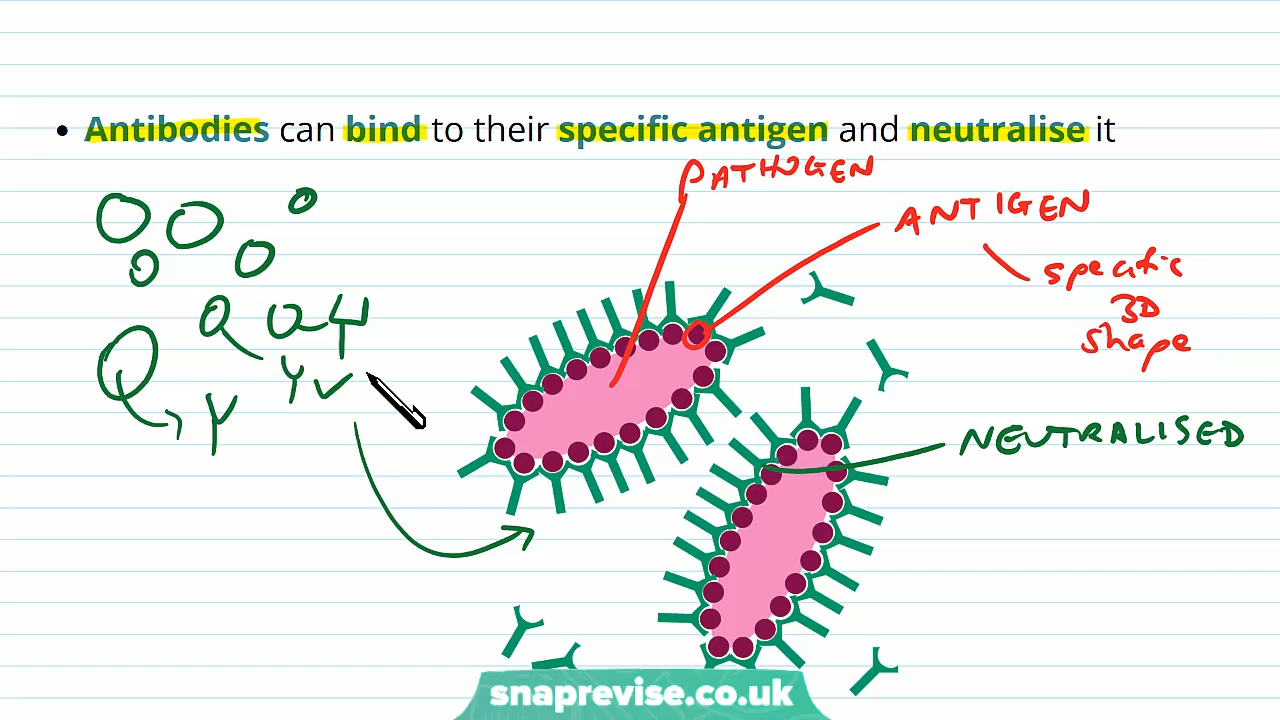 • Antibodies can bind to their specific antigen and neutralise it
PATHOGEN
ANTIGEN
specific
3D
shape
NEUTRALISED
snaprevise.co.uk